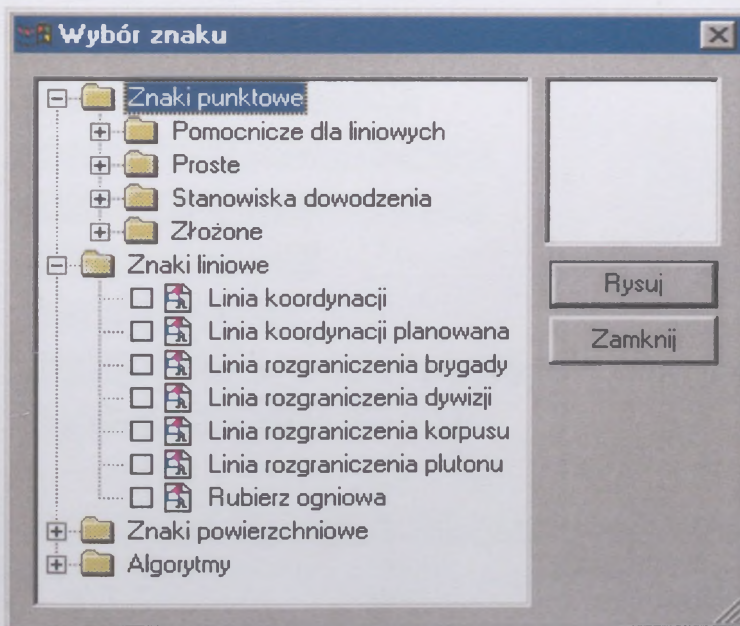 Wybór znaku
Znaki punktowe
Pomocnicze dla liniowych
Proste
Stanowiska dowodzenia
Złożone
Znaki liniowe
Linia koordynacji
Linia koordynacji planowana
Linia rozgraniczenia brygady
Linia rozgraniczenia dywizji
Linia rozgraniczenia korpusu
Linia rozgraniczenia plutonu
Rubierz ogniowa
Znaki powierzchniowe
Algorytmy
Rysuj
Zamknij